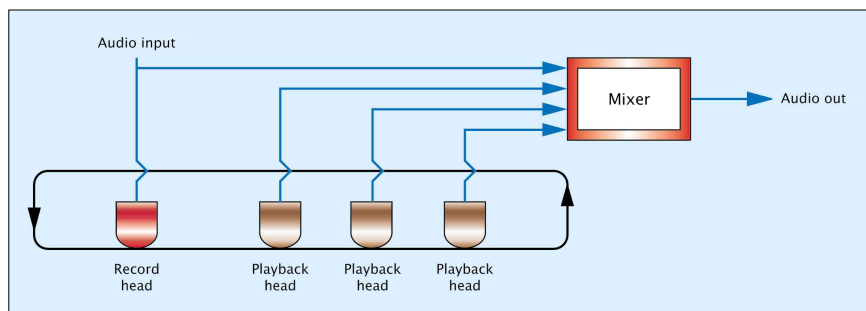 Audio input
Mixer
Audio out
Record
head
Playback
head
Playback
head
Playback
head